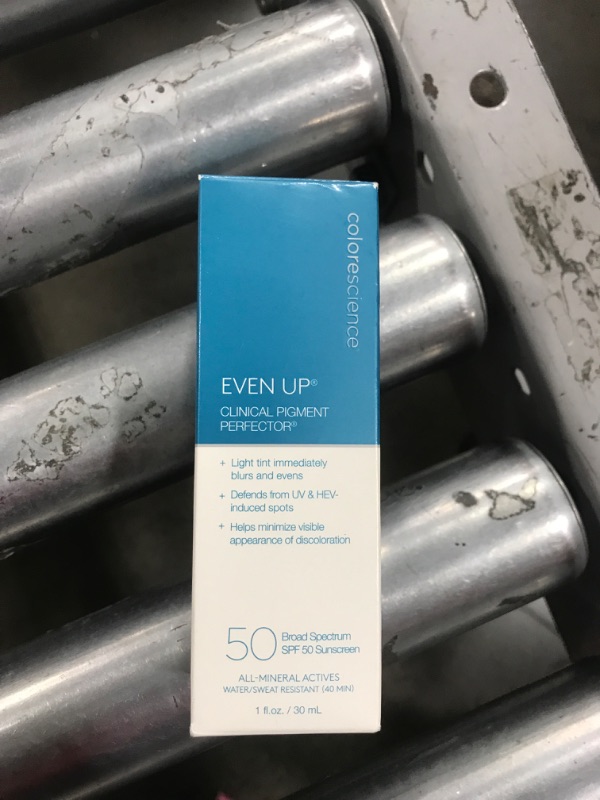 colorescience
EVEN UP®
CLINICAL PIGMENT
PERFECTOR®
+ Light tint immediately
blurs and evens
+ Defends from UV & HEV-
induced spots
+ Helps minimize visible
appearance of discoloration
50 Broad Spectrum
SPF 50 Sunscreen
ALL-MINERAL ACTIVES
WATER/SWEAT RESISTANT (40 MIN)
1 fl.oz. / 30 mL